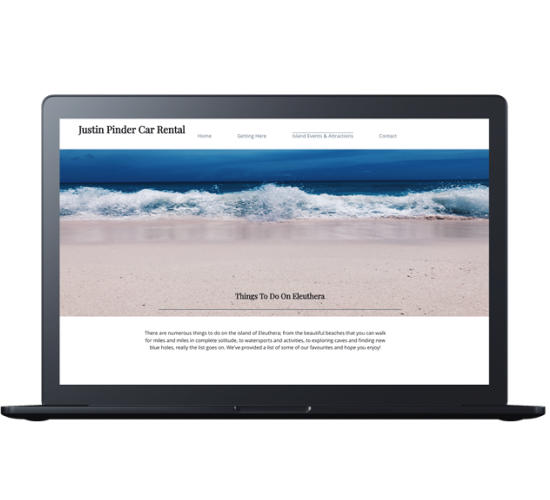 Justin Pinder Car Rental
Home Getting Here Island Events & Attractions Contact
Things To Do On Eleuthera
There are numerous things to do on the island of Eleuthera; from the beautiful beaches that you can walk
for miles and miles in complete solitude, to watersports and activities, to exploring caves and finding new
blue holes, really the list goes on. We've provided a list of some of our favourites and hope you enjoy!